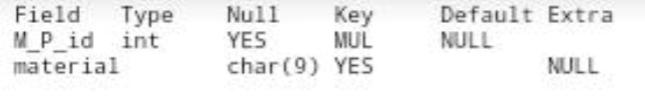 Field Type Null Key Default Extra
M_P_id int YES MUL NULL
material char(9) YES NULL